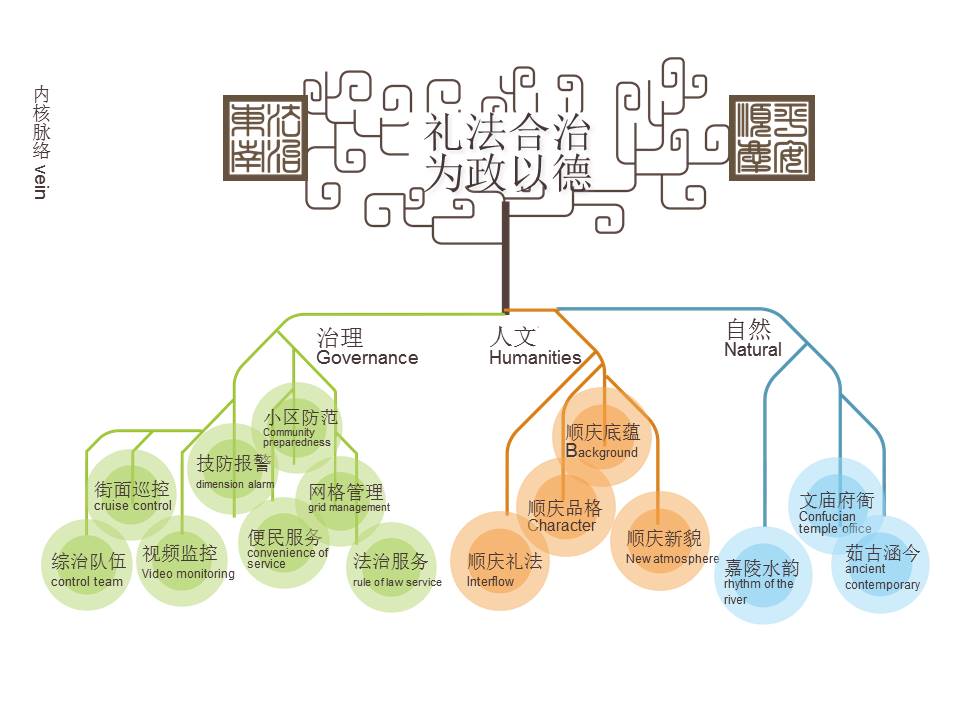 内核脉络 vein
東南
法治
礼法合治
为政以德
順慶
平安
治理
Governance
人文
Humanities
自然
Natural
小区防范
Community
preparedness
技防报警
dimension alarm
街面巡控
cruise control
网格管理
grid management
综治队伍
control team
视频监控
Video monitoring
便民服务
convenience of
service
法治服务
rule of law service
顺庆底蕴
Background
顺庆品格
Character
顺庆礼法
Interflow
顺庆新貌
New atmosphere
文庙府衙
Confucian
temple office
嘉陵水韵
rhythm of the
river
茹古涵今
ancient
contemporary